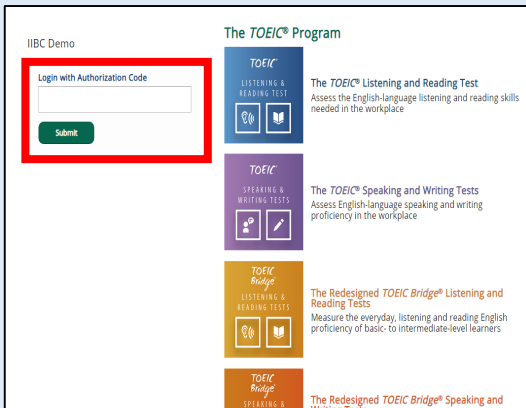 IIBC Demo
Login with Authorization Code
Submit
The TOEIC® Program
TOEIC®
LISTENING &
READING TEST
The TOEIC® Listening and Reading Test
Assess the English-language listening and reading skills
needed in the workplace
TOEIC®
SPEAKING &
WRITING TESTS
The TOEIC® Speaking and Writing Tests
Assess English-language speaking and writing
proficiency in the workplace
TOEIC
Bridge®
LISTENING &
READING TESTS
The Redesigned TOEIC Bridge® Listening and
Reading Tests
Measure the everyday, listening and reading English
proficiency of basic- to intermediate-level learners
TOEIC
Bridge®
SPEAKING &
The Redesigned TOEIC Bridge® Speaking and
Writing Tests